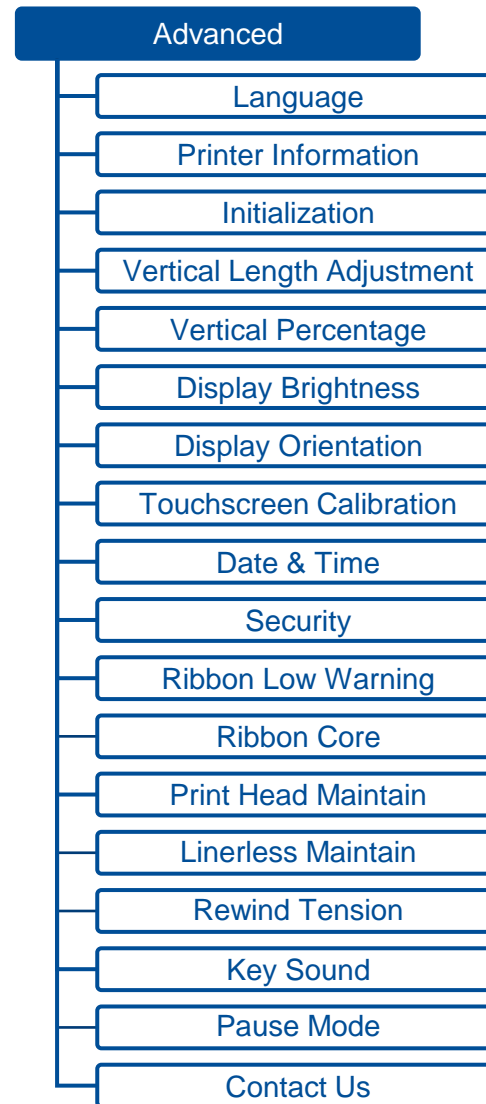 Advanced
Language
Printer Information
Initialization
Vertical Length Adjustment
Vertical Percentage
Display Brightness
Display Orientation
Touchscreen Calibration
Date & Time
Security
Ribbon Low Warning
Ribbon Core
Print Head Maintain
Linerless Maintain
Rewind Tension
Key Sound
Pause Mode
Contact Us